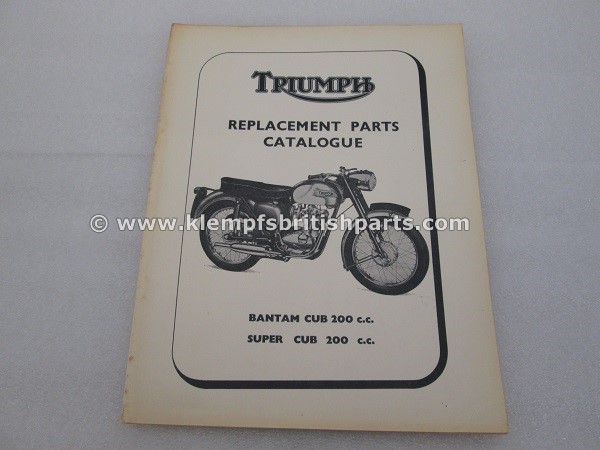 TRIUMPH
REPLACEMENT PARTS
CATALOGUE
© www.klempfsbritishparts.com
BANTAM CUB 200 c.c.
SUPER CUB 200 c.c.